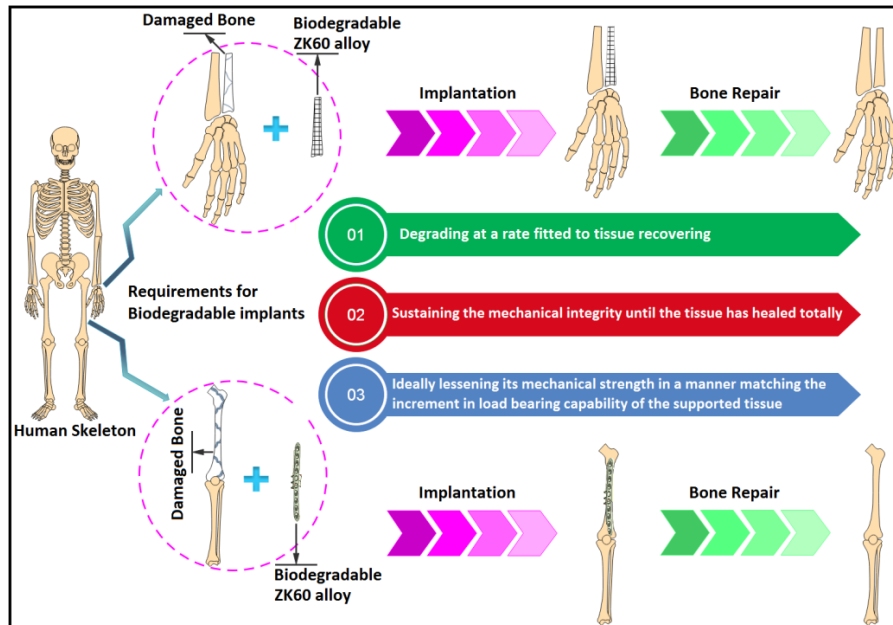 Damaged Bone
Biodegradable
ZK60 alloy
Implantation
Bone Repair
01
Degrading at a rate fitted to tissue recovering
Requirements for
Biodegradable implants
02
Sustaining the mechanical integrity until the tissue has healed totally
03
Ideally lessening its mechanical strength in a manner matching the
increment in load bearing capability of the supported tissue
Human Skeleton
Damaged Bone
Implantation
Bone Repair
Biodegradable
ZK60 alloy